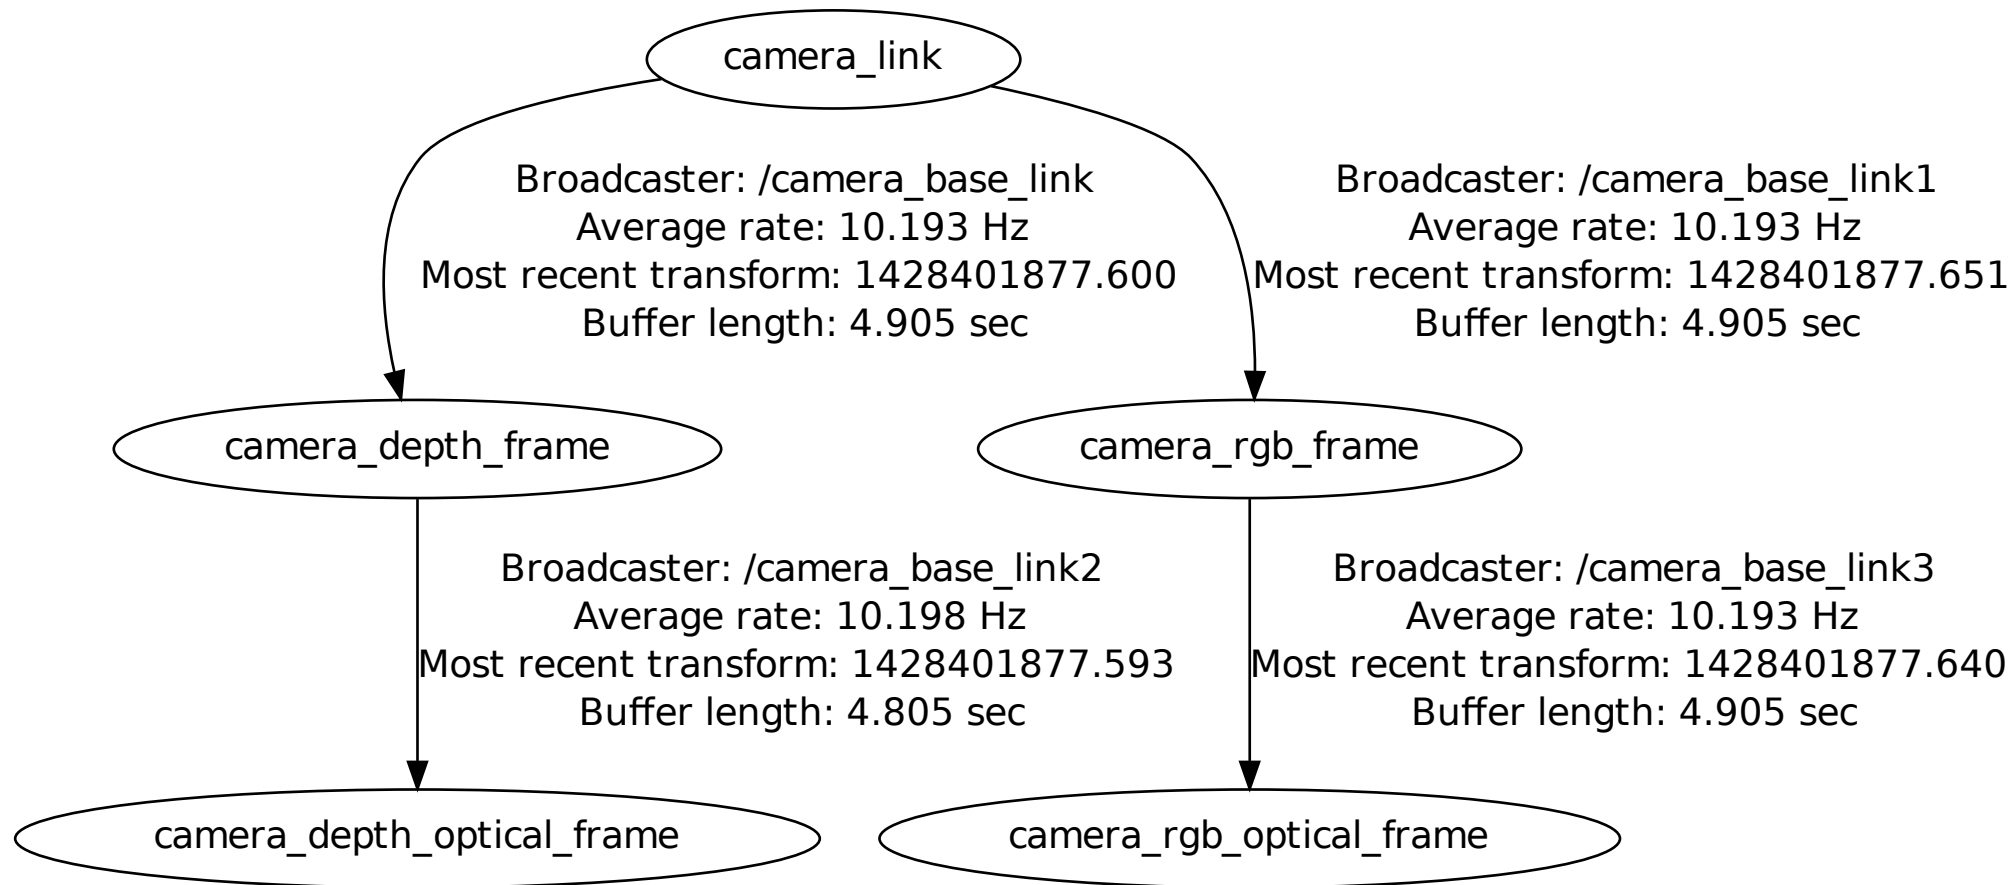 camera_link
Broadcaster: /camera_base_link
Average rate: 10.193 Hz
Most recent transform: 1428401877.600
Buffer length: 4.905 sec
Broadcaster: /camera_base_link1
Average rate: 10.193 Hz
Most recent transform: 1428401877.651
Buffer length: 4.905 sec
camera_depth_frame
camera_rgb_frame
Broadcaster: /camera_base_link2
Average rate: 10.198 Hz
Most recent transform: 1428401877.593
Buffer length: 4.805 sec
Broadcaster: /camera_base_link3
Average rate: 10.193 Hz
Most recent transform: 1428401877.640
Buffer length: 4.905 sec
camera_depth_optical_frame
camera_rgb_optical_frame